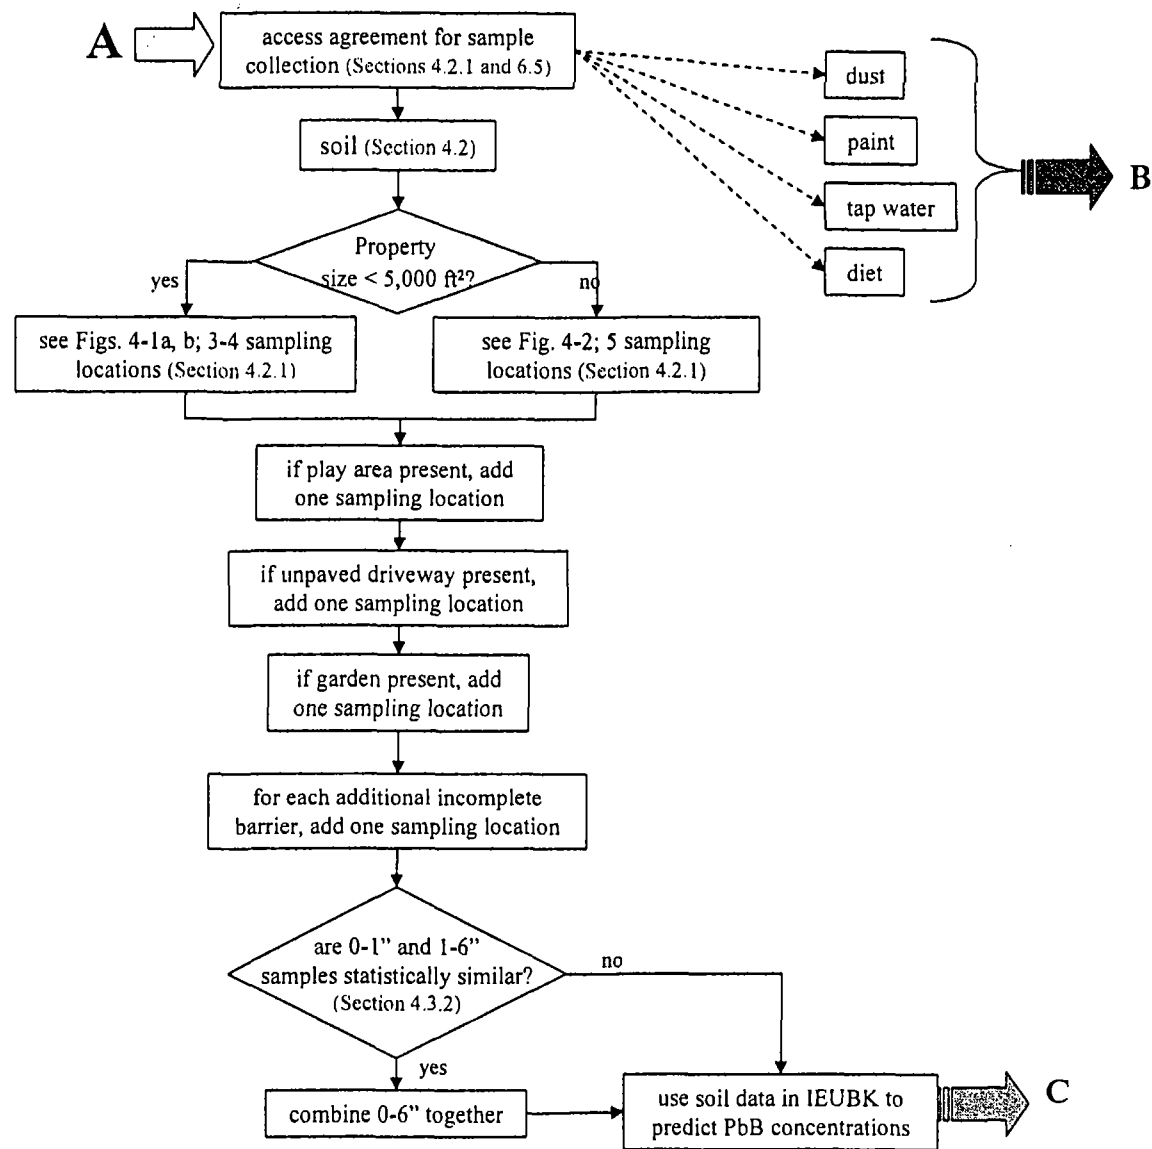 A
access agreement for sample
collection (Sections 4.2.1 and 6.5)
dust
paint
tap water
diet
B
soil (Section 4.2)
Property
size < 5,000 ft²?
yes
no
see Figs. 4-1a, b; 3-4 sampling
locations (Section 4.2.1)
see Fig. 4-2; 5 sampling
locations (Section 4.2.1)
if play area present, add
one sampling location
if unpaved driveway present,
add one sampling location
if garden present, add
one sampling location
for each additional incomplete
barrier, add one sampling location
are 0-1” and 1-6”
samples statistically similar?
(Section 4.3.2)
no
yes
combine 0-6” together
use soil data in IEUBK to
predict PbB concentrations
C